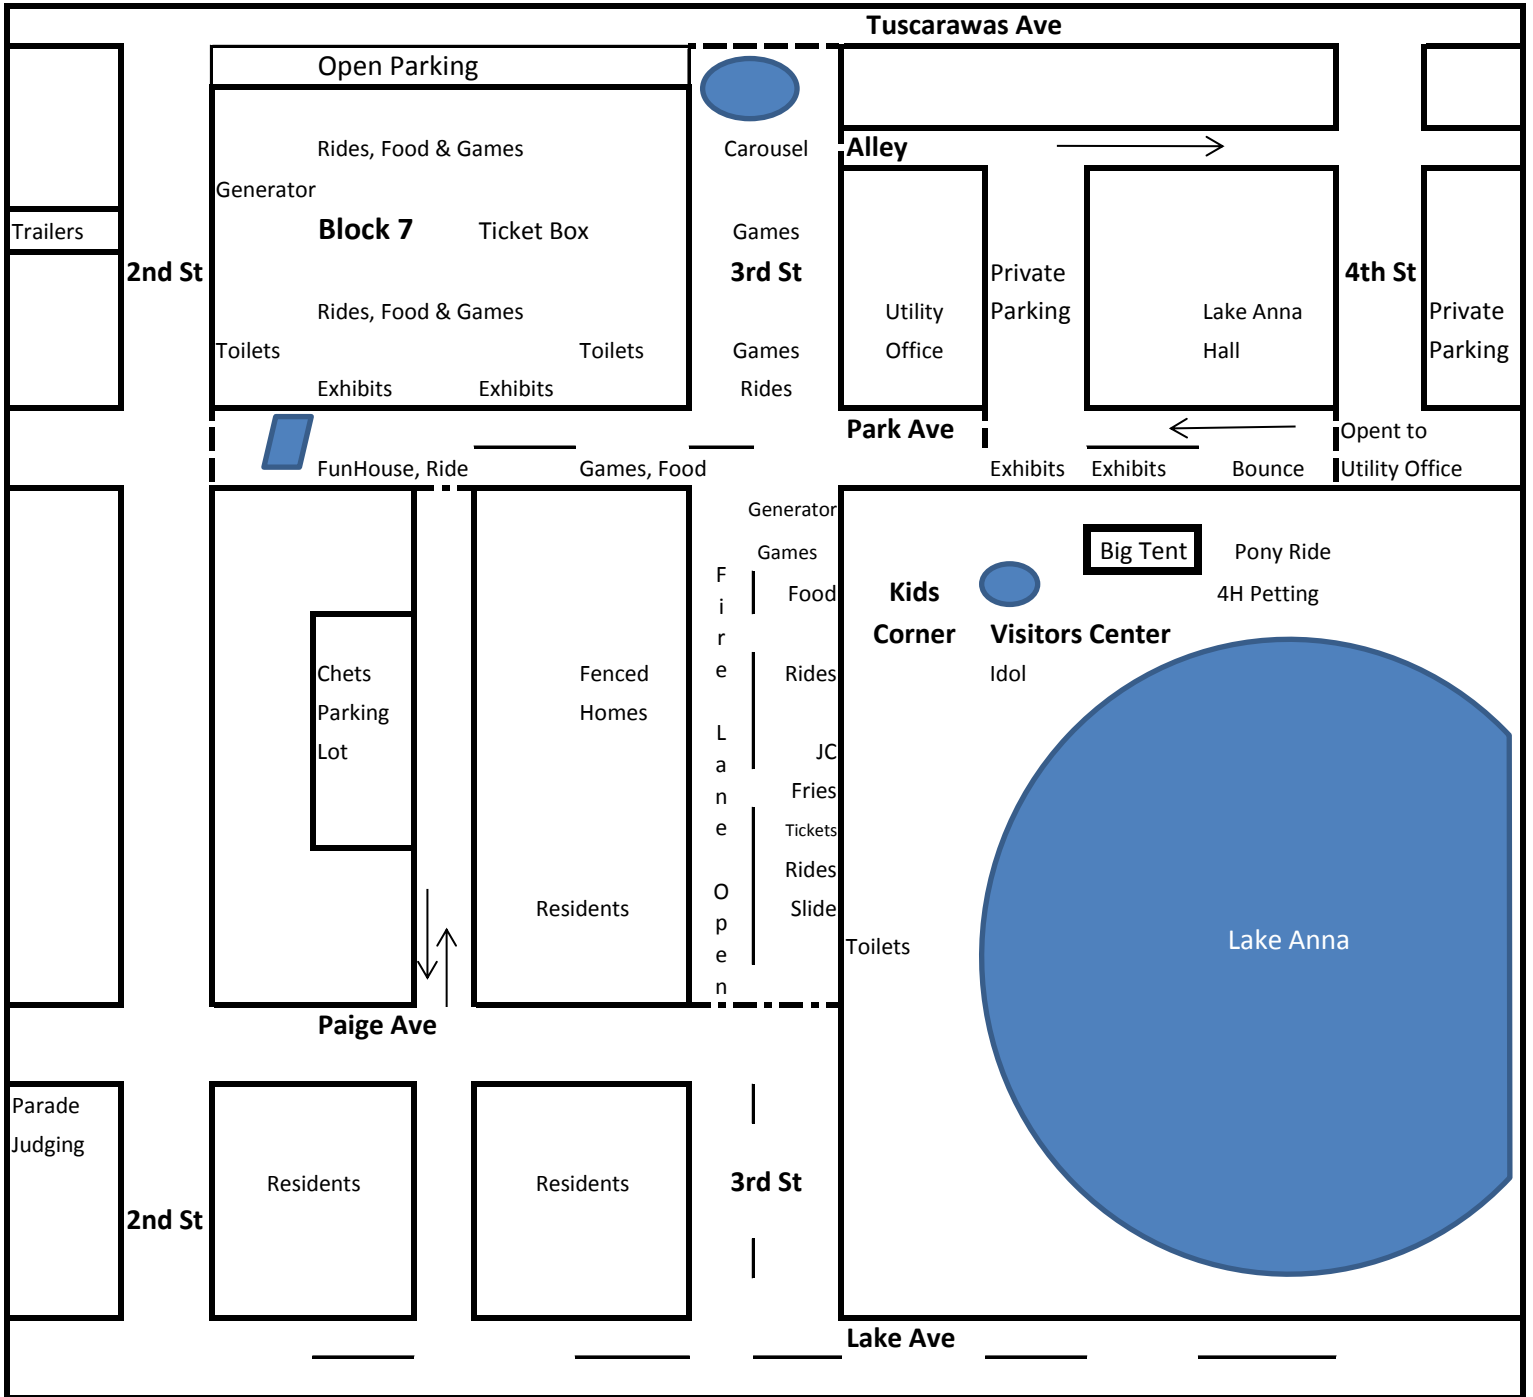 Tuscarawas Ave
Open Parking
Rides, Food & Games
Carousel
Alley
Generator
Trailers
Block 7
Ticket Box
Games
2nd St
3rd St
Private
Parking
4th St
Rides, Food & Games
Utility
Office
Lake Anna
Hall
Private
Parking
Toilets
Toilets
Games
Exhibits
Exhibits
Rides
Park Ave
Opent to
Utility Office
FunHouse, Ride
Games, Food
Exhibits
Exhibits
Bounce
Generator
Games
Big Tent
Pony Ride
Fire Lane Open
Food
Kids
Corner
4H Petting
Visitors Center
Idol
Chets
Parking
Lot
Fenced
Homes
Rides
JC
Fries
Tickets
Rides
Slide
Residents
Toilets
Lake Anna
Paige Ave
Parade
Judging
Residents
Residents
3rd St
2nd St
Lake Ave